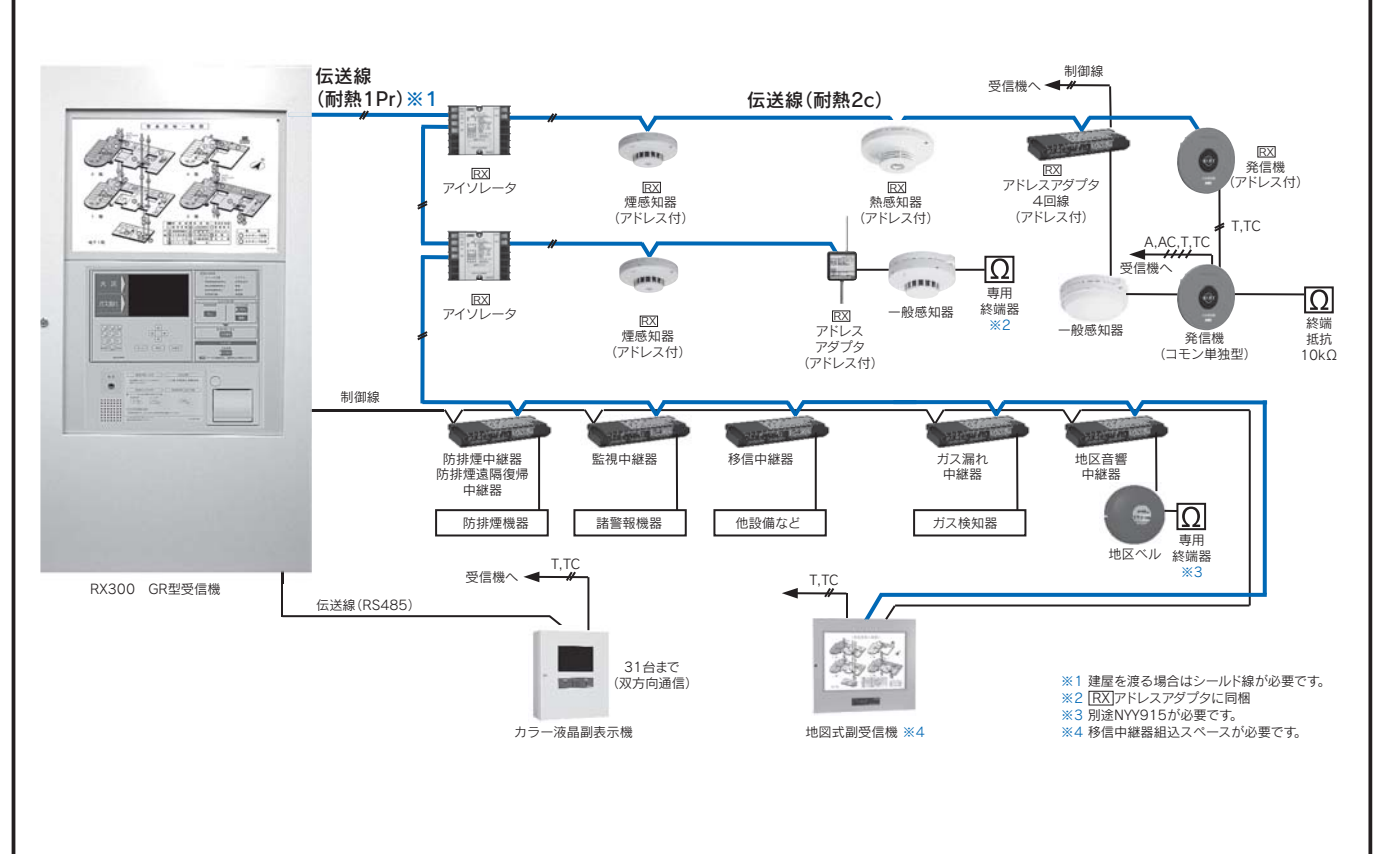 伝送線
(耐熱1Pr)※1
伝送線(耐熱2c)
制御線
受信機へ
RX
アイソレータ
RX
煙感知器
(アドレス付)
RX
熱感知器
(アドレス付)
RX
アドレスアダプタ
4回線
(アドレス付)
RX
発信機
(アドレス付)
T,TC
A,AC,T,TC
受信機へ
RX
アイソレータ
RX
煙感知器
(アドレス付)
RX
アドレス
アダプタ
(アドレス付)
一般感知器
Ω
専用
終端器
※2
一般感知器
発信機
(コモン単独型)
Ω
終端
抵抗
10kΩ
制御線
防排煙中継器
防排煙遠隔復帰
中継器
監視中継器
移信中継器
ガス漏れ
中継器
地区音響
中継器
防排煙機器
諸警報機器
他設備など
ガス検知器
地区ベル
Ω
専用
終端器
※3
RX300 GR型受信機
伝送線(RS485)
受信機へ
T,TC
T,TC
31台まで
(双方向通信)
カラー液晶副表示機
地図式副受信機 ※4
※1 建屋を渡る場合はシールド線が必要です。
※2 RXアドレスアダプタに同梱
※3 別途NYY915が必要です。
※4 移信中継器組込スペースが必要です。